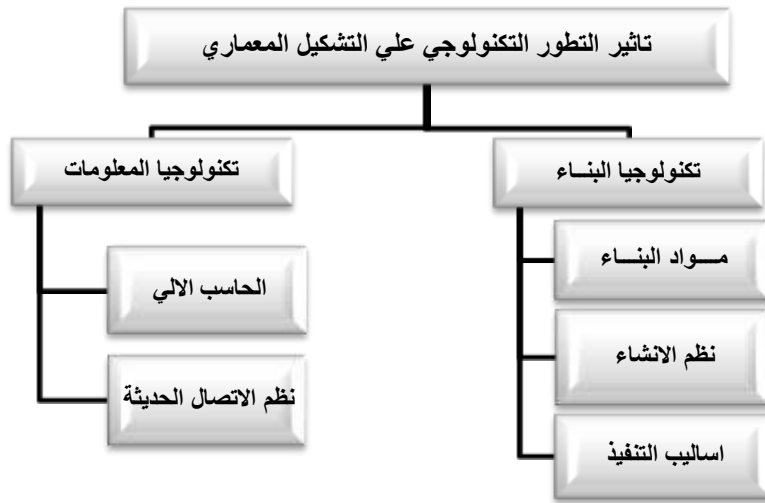 تاثير التطور التكنولوجي علي التشكيل المعماري
تكنولوجيا البنـــاء
مـــواد البنـــاء
نظم الانشاء
اساليب التنفيذ
تكنولوجيا المعلومات
الحاسب الالي
نظم الاتصال الحديثة